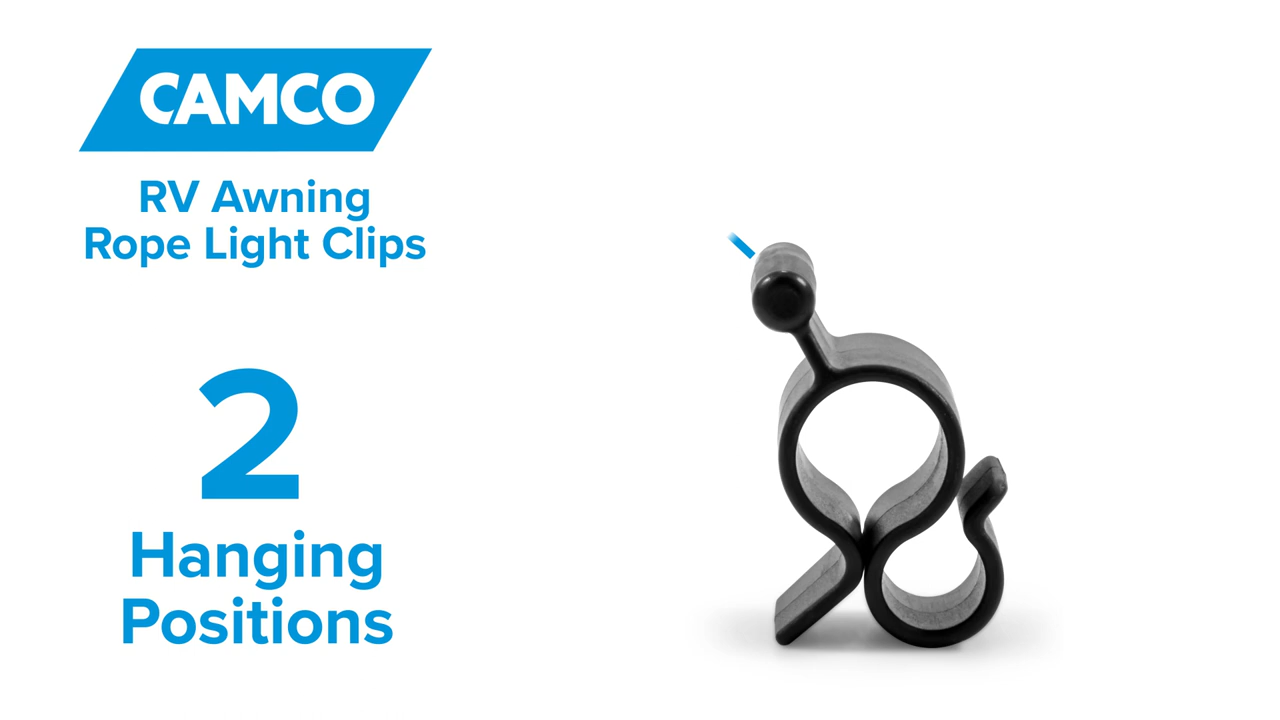 CAMCO
RV Awning
Rope Light Clips
2
Hanging
Positions